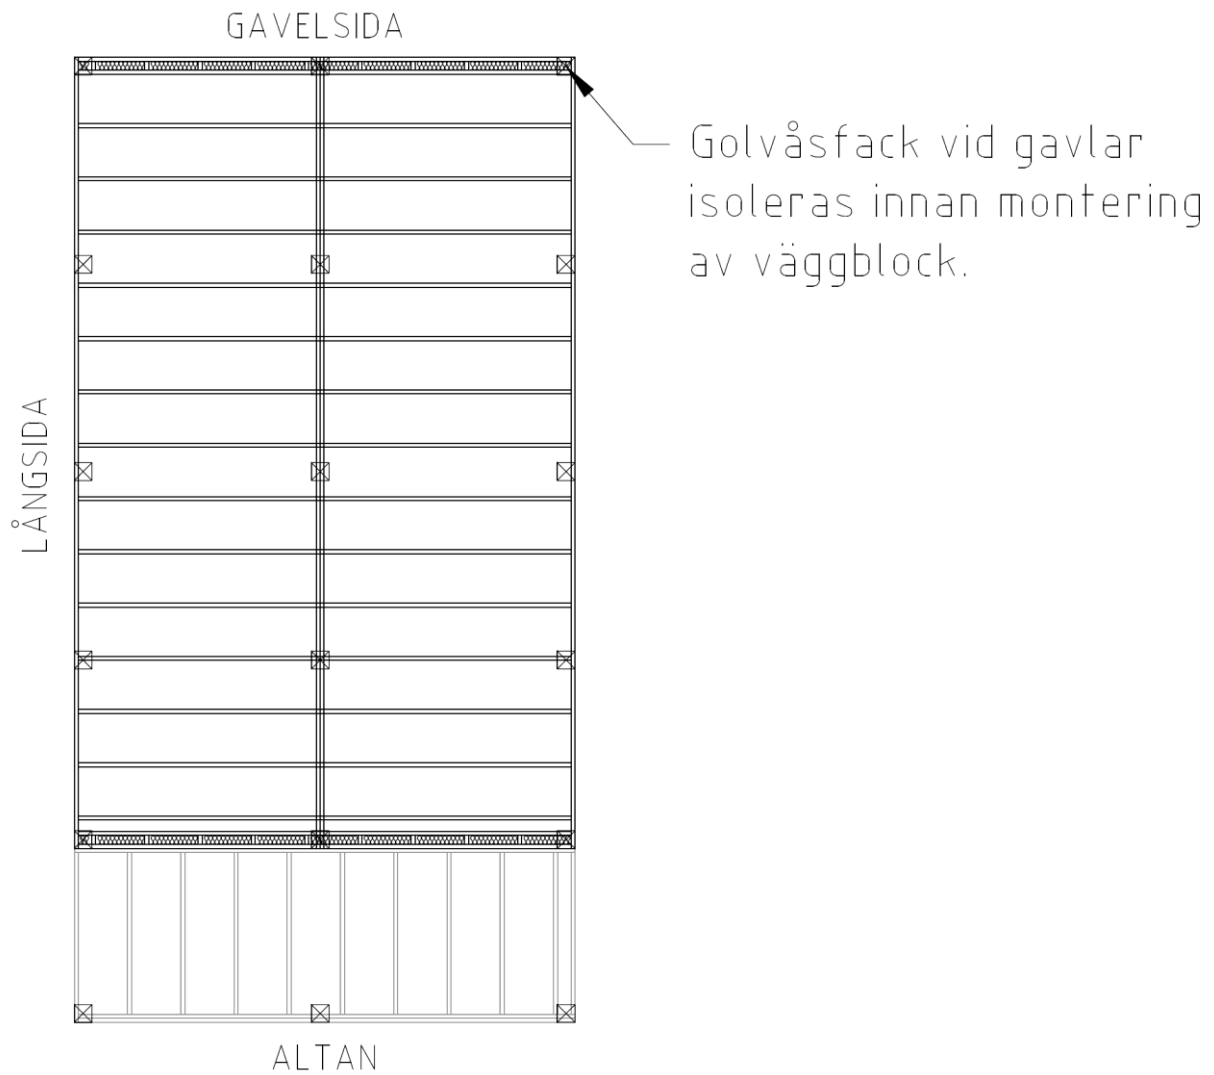 GAVELSIDA
Golvåsfack vid gavlar
isoleras innan montering
av väggblock.
LÅNGSIDA
ALTAN